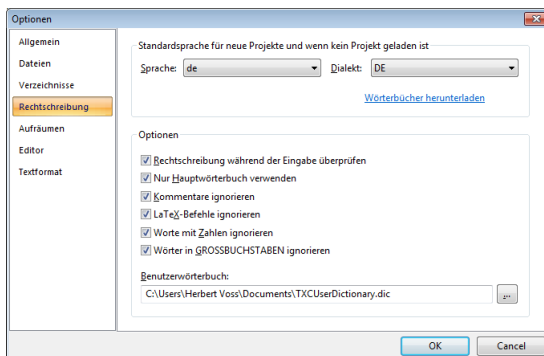 Optionen
Allgemein
Dateien
Verzeichnisse
Rechtschreibung
Aufräumen
Editor
Textformat
Standardsprache für neue Projekte und wenn kein Projekt geladen ist
Sprache: de Dialekt: DE
Wörterbücher herunterladen
Optionen
Rechtschreibung während der Eingabe überprüfen
Nur Hauptwörterbuch verwenden
Kommentare ignorieren
LaTeX-Befehle ignorieren
Worte mit Zahlen ignorieren
Wörter in GROSSBUCHSTABEN ignorieren
Benutzerwörterbuch:
C:\Users\Herbert Voss\Documents\TXCUserDictionary.dic ...
OK Cancel